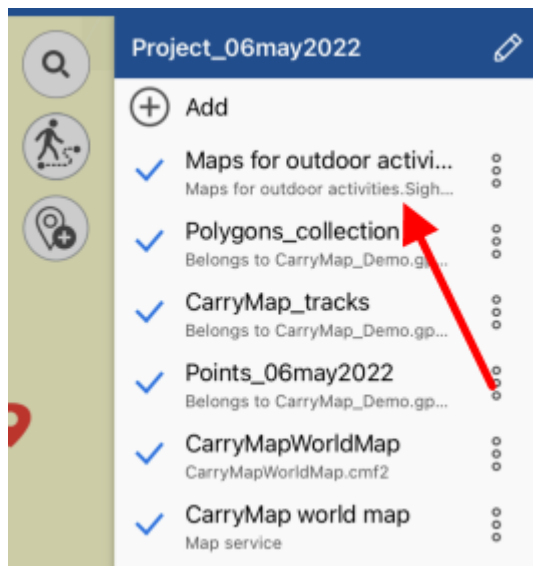 Project_06may2022
Add
Maps for outdoor activi...
Maps for outdoor activities.Sigh...
Polygons_collection
Belongs to CarryMap_Demo.gp...
CarryMap_tracks
Belongs to CarryMap_Demo.gp...
Points_06may2022
Belongs to CarryMap_Demo.gp...
CarryMapWorldMap
CarryMapWorldMap.cmf2
CarryMap world map
Map service